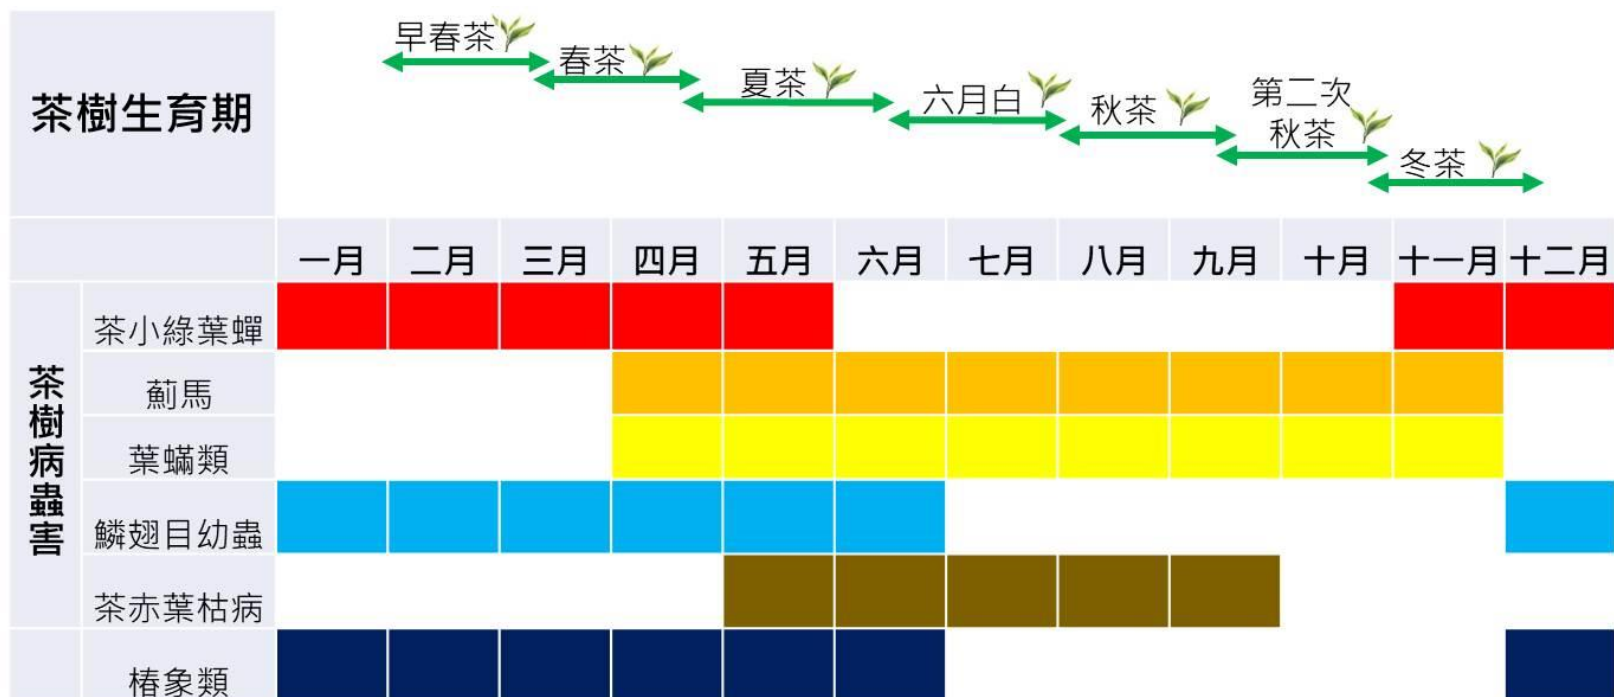 茶樹生育期
早春茶
春茶
夏茶
六月白
秋茶
第二次
秋茶
冬茶
一月 二月 三月 四月 五月 六月 七月 八月 九月 十月 十一月 十二月
茶樹病蟲害
茶小綠葉蟬
薊馬
葉蟎類
鱗翅目幼蟲
茶赤葉枯病
椿象類